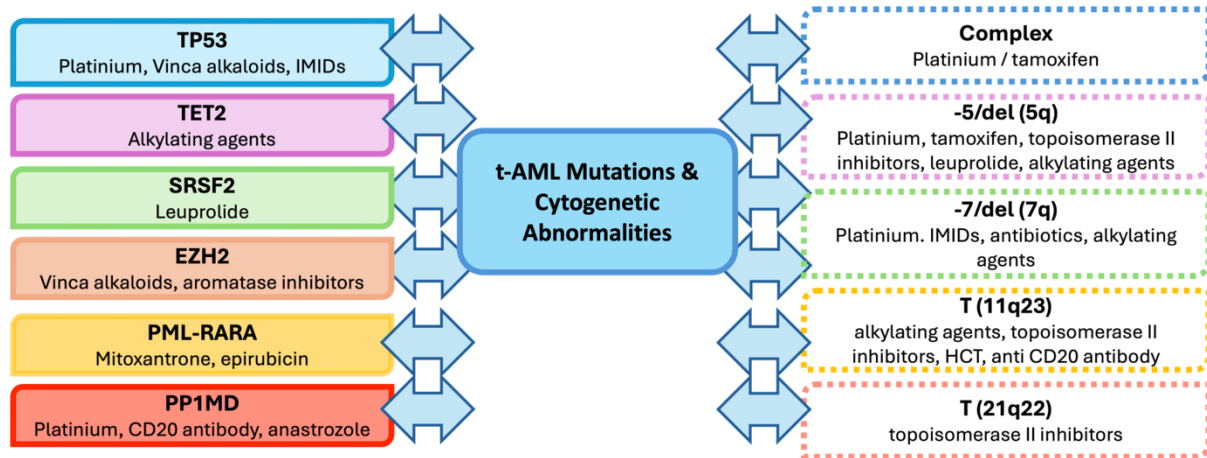 TP53
Platinium, Vinca alkaloids, IMIDs
TET2
Alkylating agents
SRSF2
Leuprolide
EZH2
Vinca alkaloids, aromatase inhibitors
PML-RARA
Mitoxantrone, epirubicin
PP1MD
Platinium, CD20 antibody, anastrozole
t-AML Mutations &
Cytogenetic
Abnormalities
Complex
Platinium / tamoxifen
-5/del (5q)
Platinium, tamoxifen, topoisomerase II
inhibitors, leuprolide, alkylating agents
-7/del (7q)
Platinium. IMIDs, antibiotics, alkylating
agents
T (11q23)
alkylating agents, topoisomerase II
inhibitors, HCT, anti CD20 antibody
T (21q22)
topoisomerase II inhibitors